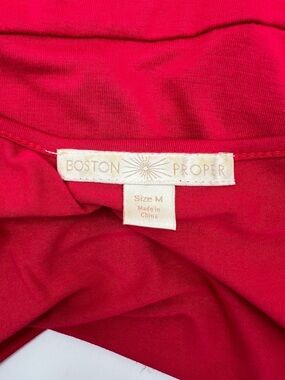 BOSTON PROPER
Size M
Made in
China